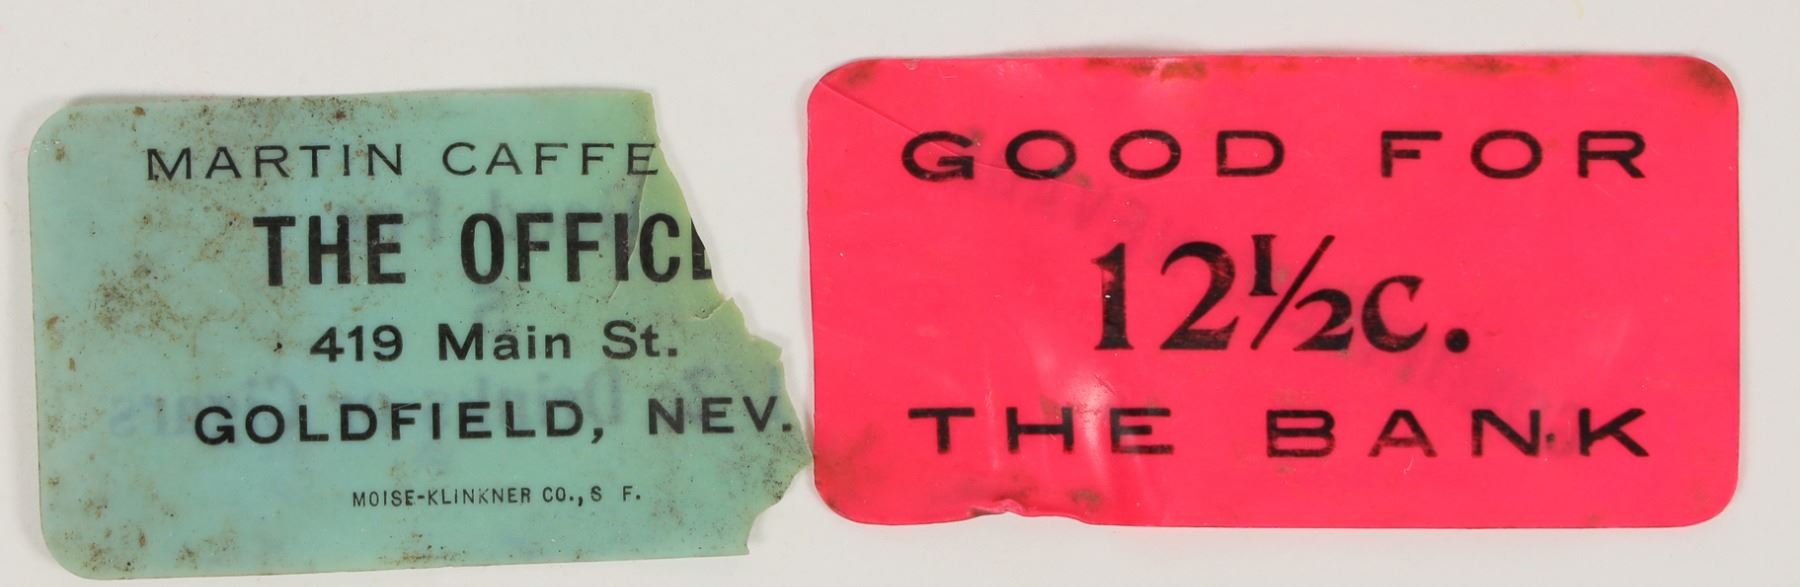 MARTIN CAFFE
THE OFFICE
419 Main St.
GOLDFIELD, NEV.
MOISE-KLINKNER CO., S F.
GOOD FOR
12½c.
THE BANK